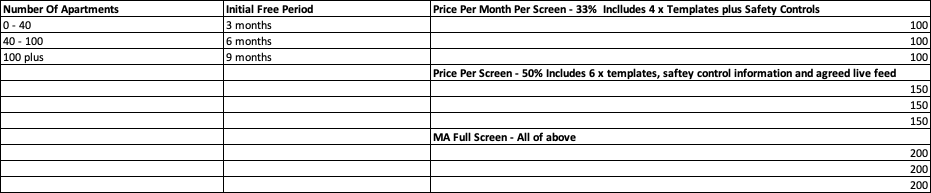 Number Of Apartments Initial Free Period Price Per Month Per Screen - 33%  Includes 4 x Templates plus Safety Controls
0 - 40 3 months 100
40 - 100 6 months 100
100 plus 9 months 100
Price Per Screen - 50% Includes 6 x templates, saftey control information and agreed live feed
150
150
150
MA Full Screen - All of above
200
200
200